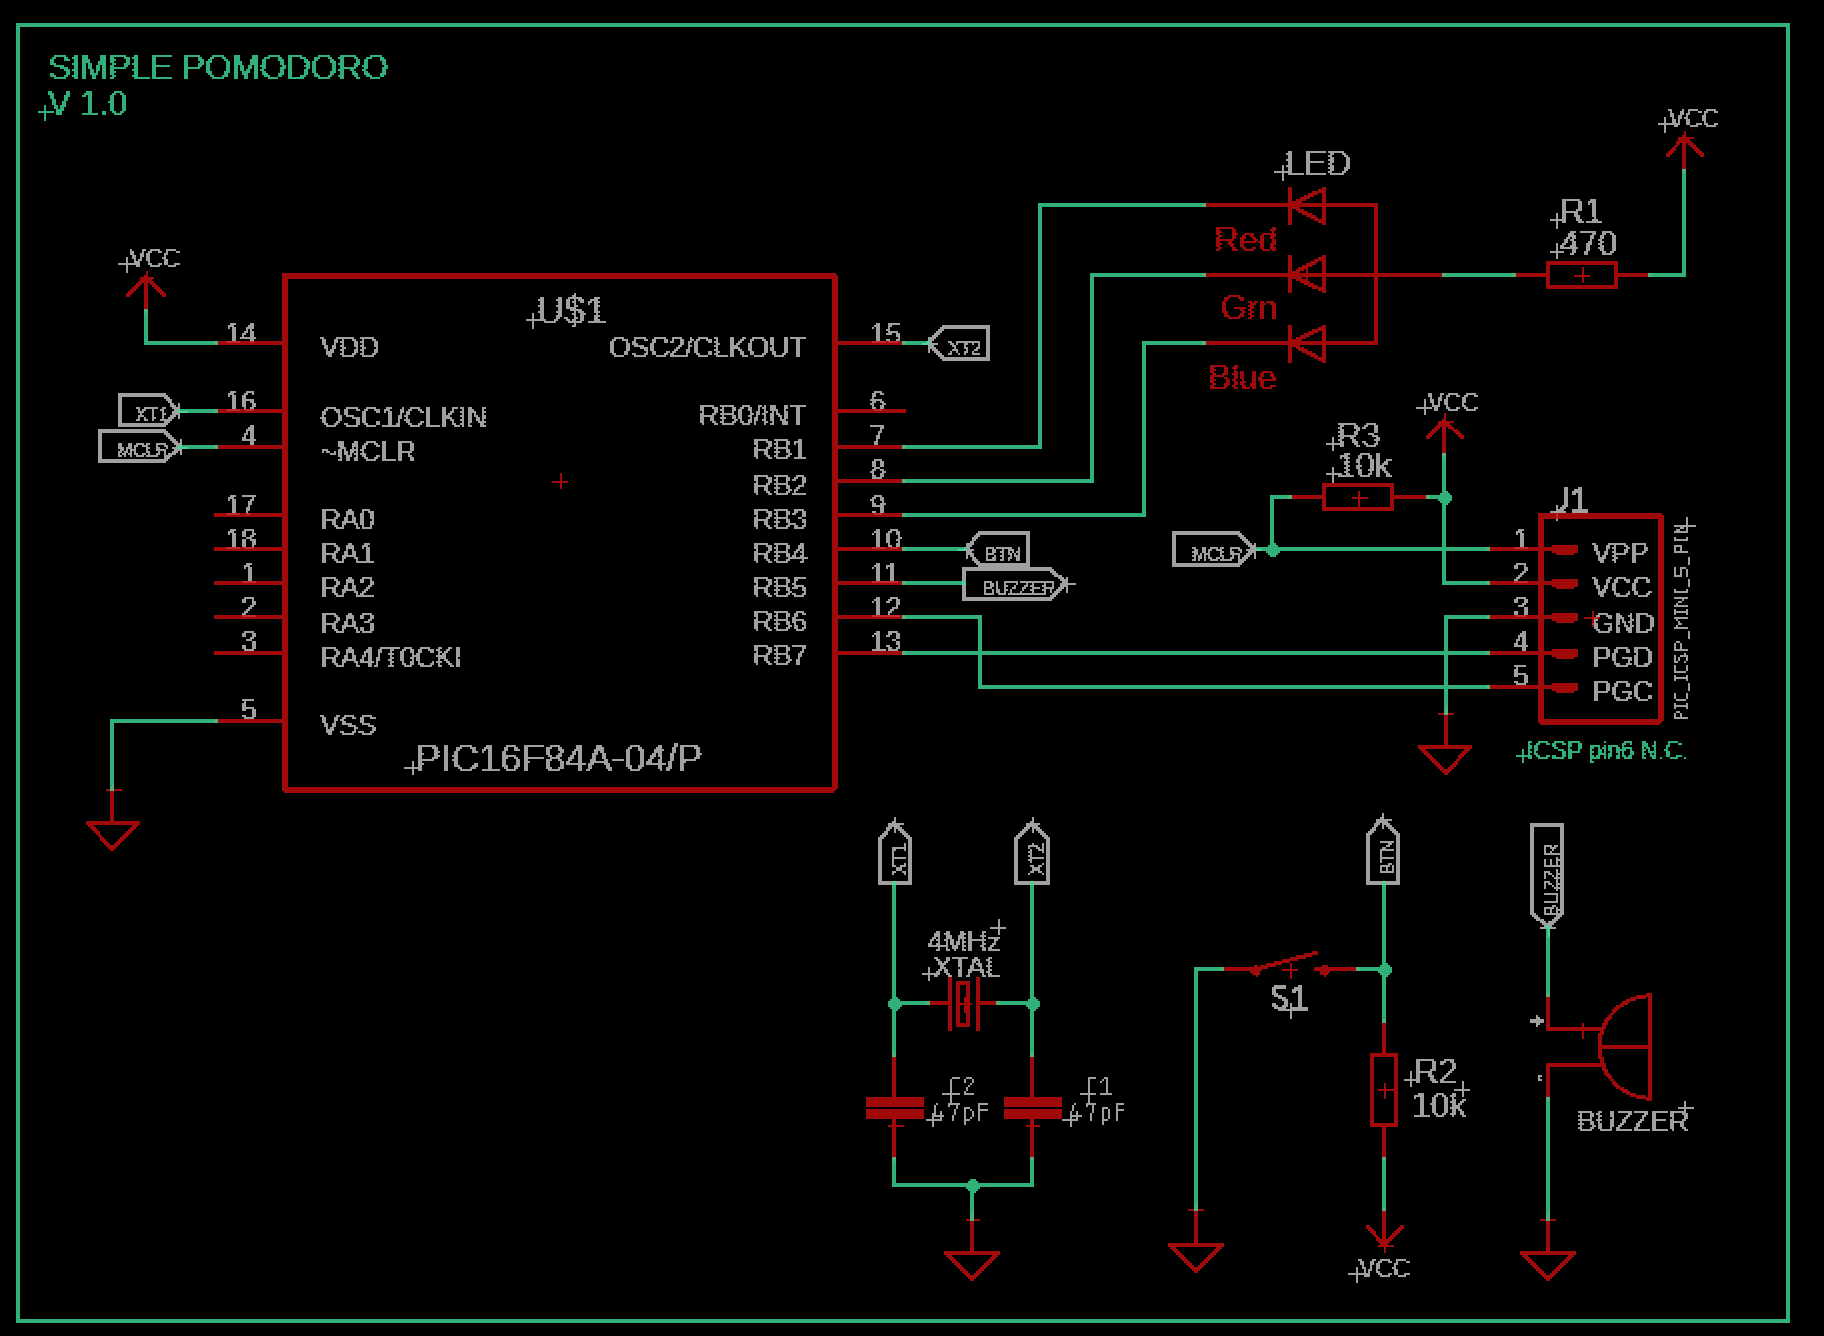 SIMPLE POMODORO
V 1.0
VCC
LED
Red
Grn
Blue
R1
470
VCC
U$1
14
VDD
16
OSC1/CLKIN
XT1
4
~MCLR
MCLR
17
RA0
18
RA1
1
RA2
2
RA3
3
RA4/T0CKI
5
VSS
OSC2/CLKOUT
15
XT2
RB0/INT
6
RB1
7
RB2
8
RB3
9
RB4
10
BTN
RB5
11
BUZZER
RB6
12
RB7
13
PIC16F84A-04/P
VCC
R3
10k
MCLR
J1
1
VPP
2
VCC
3
GND
4
PGD
5
PGC
PIC_ICSP_MINI_5_PIN
ICSP pin6 N.C.
XT1
XT2
4MHz
XTAL
C2
47pF
C1
47pF
BTN
S1
R2
10k
VCC
BUZZER
+
-
BUZZER